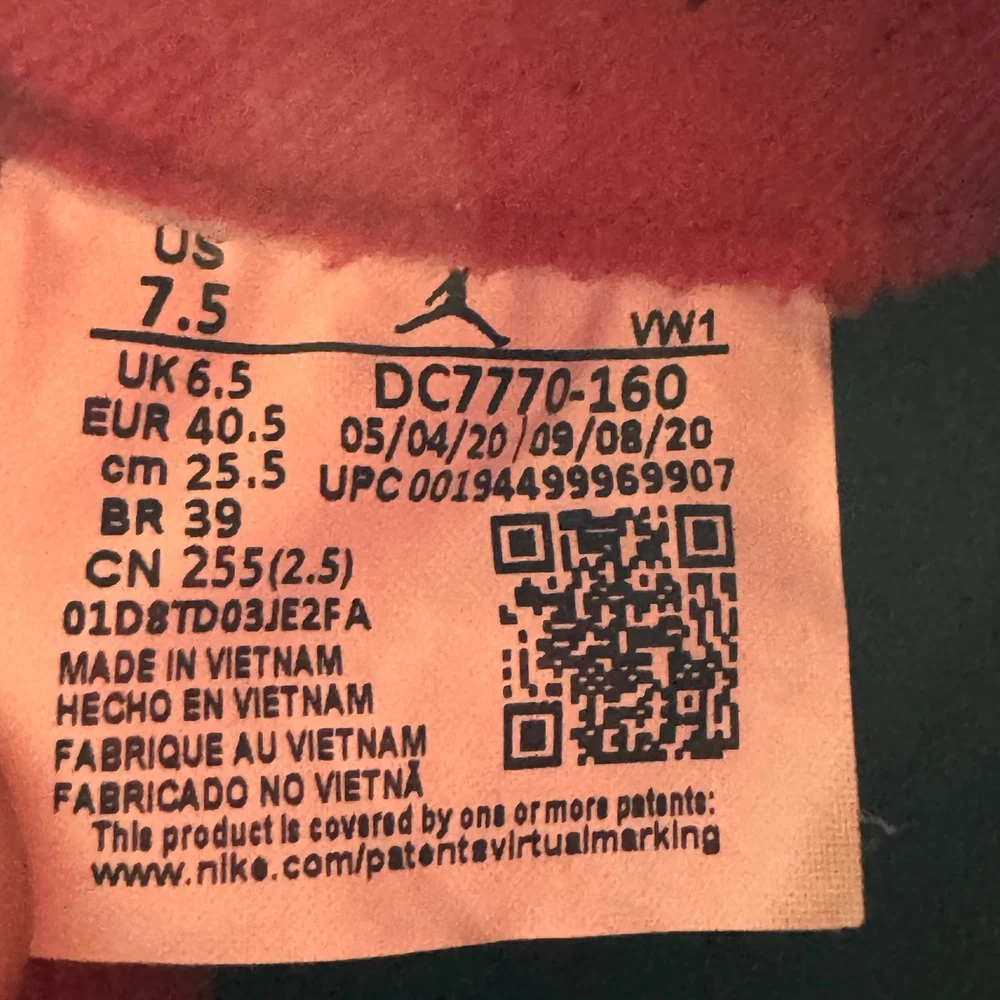 US
7.5
VW1
UK 6.5
DC7770-160
EUR 40.5
05/04/20/09/08/20
cm 25.5
UPC 00194499969907
BR 39
CN 255(2.5)
01D8TD03JE2FA
MADE IN VIETNAM
HECHO EN VIETNAM
FABRIQUE AU VIETNAM
FABRICADO NO VIETNÃ
This product is covered by one or more patents:
www.nike.com/patentsvirtualmarking